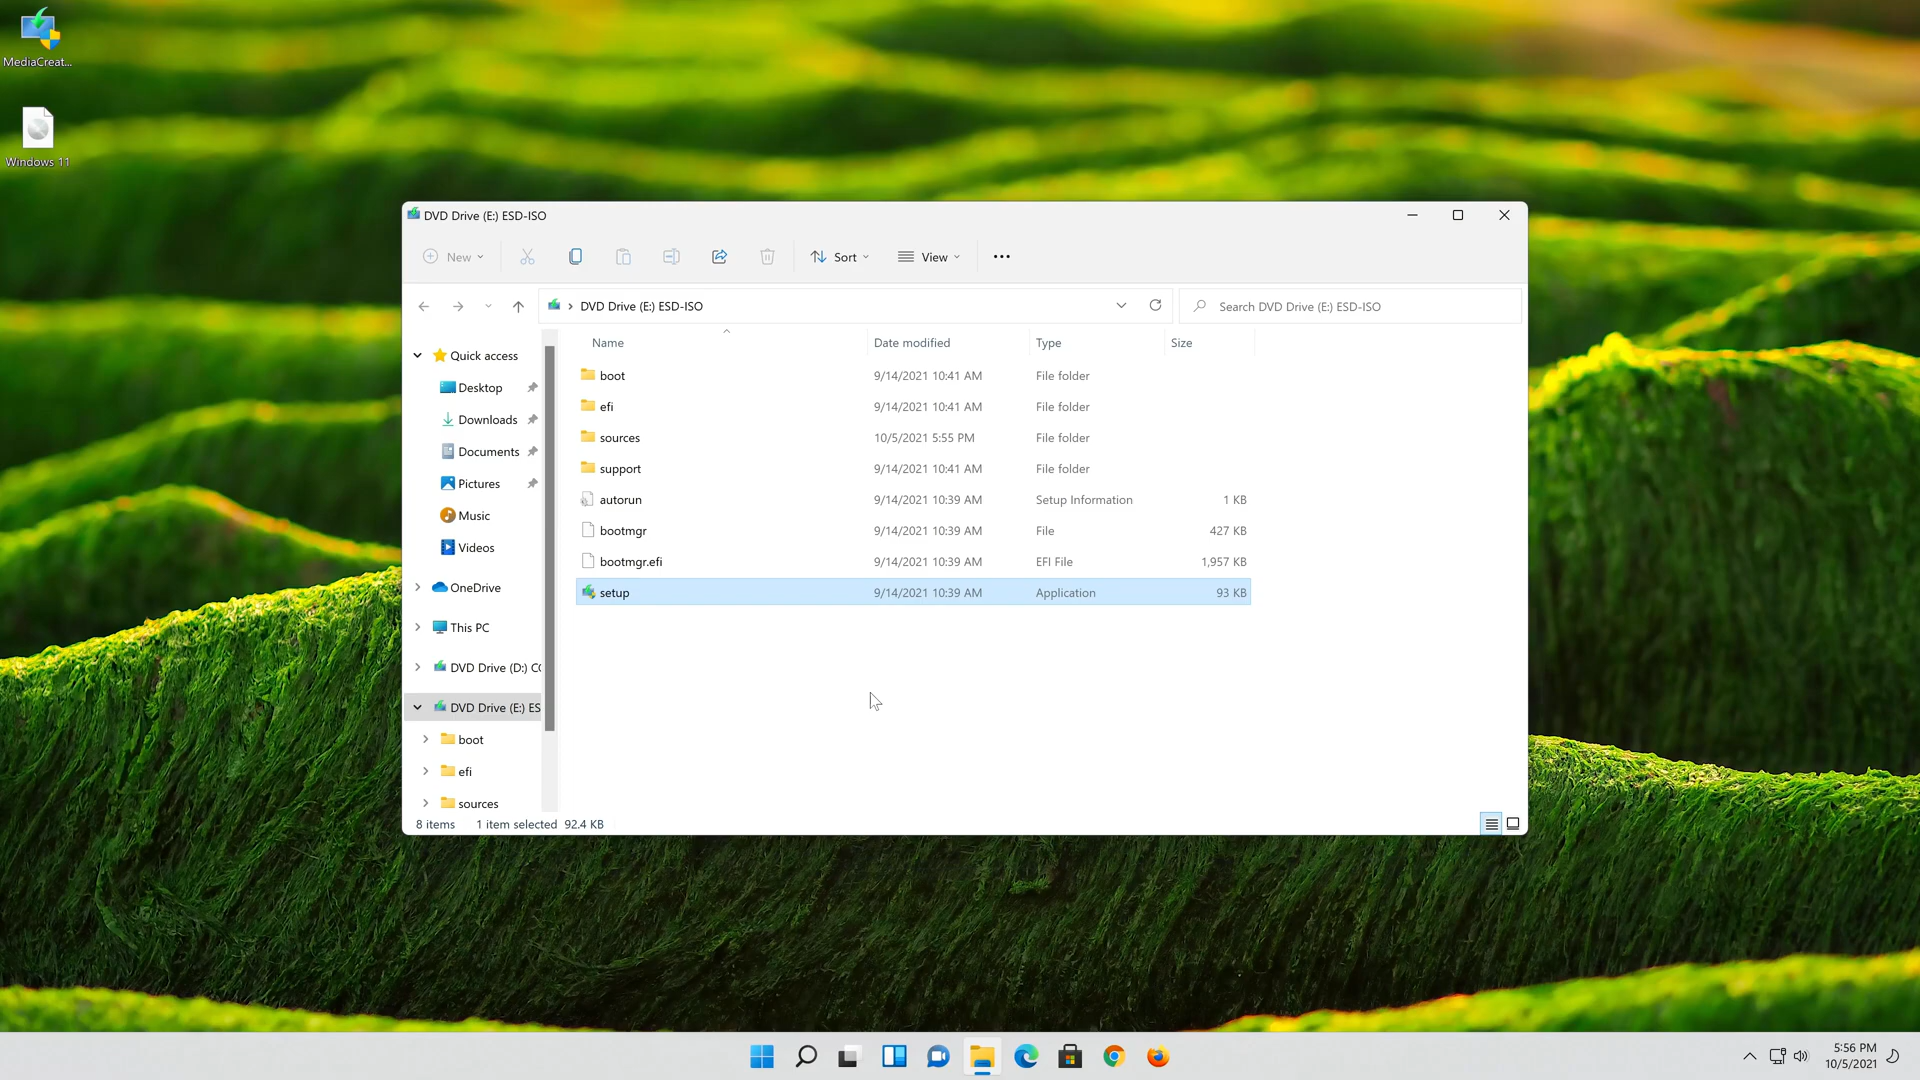 MediaCreat...
Windows 11
DVD Drive (E:) ESD-ISO
New
Sort
View
DVD Drive (E:) ESD-ISO
Search DVD Drive (E:) ESD-ISO
Quick access
Desktop
Downloads
Documents
Pictures
Music
Videos
OneDrive
This PC
DVD Drive (D:) CC
DVD Drive (E:) ES
boot
efi
sources
Name Date modified Type Size
boot 9/14/2021 10:41 AM File folder
efi 9/14/2021 10:41 AM File folder
sources 10/5/2021 5:55 PM File folder
support 9/14/2021 10:41 AM File folder
autorun 9/14/2021 10:39 AM Setup Information 1 KB
bootmgr 9/14/2021 10:39 AM File 427 KB
bootmgr.efi 9/14/2021 10:39 AM EFI File 1,957 KB
setup 9/14/2021 10:39 AM Application 93 KB
8 items 1 item selected 92.4 KB
5:56 PM
10/5/2021